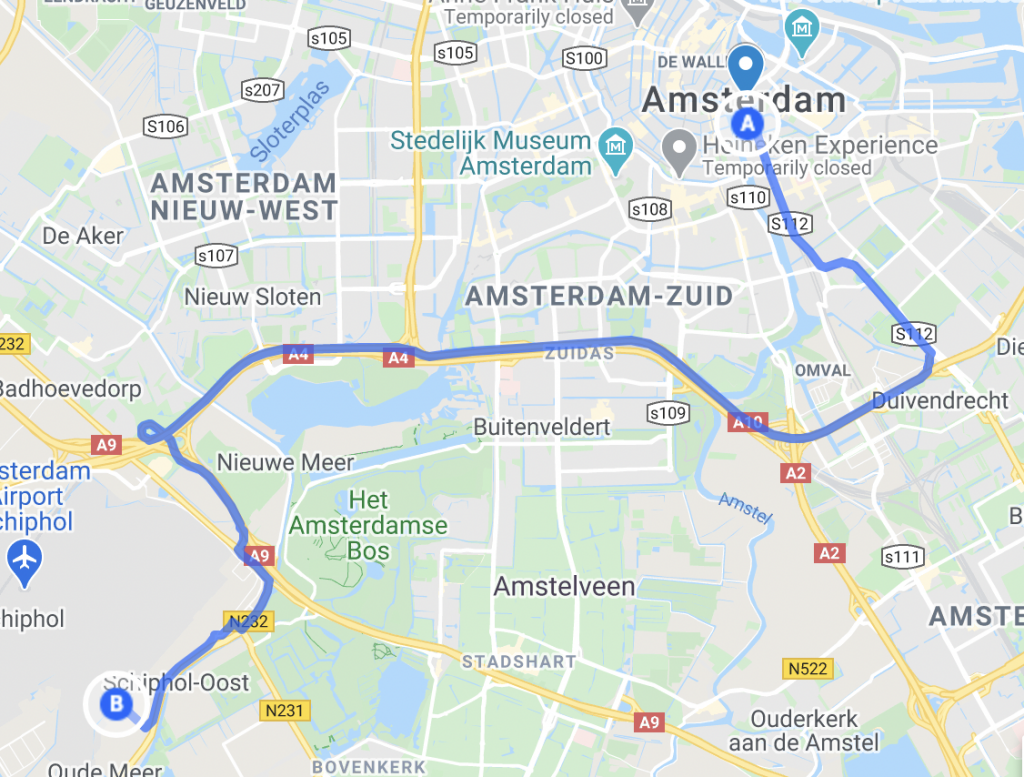 GEUZENVELD
Temporarily closed
s105
s105
S100
DE WALL
s207
Amsterdam
A
S106
Sloterplas
Stedelijk Museum
Amsterdam
Heineken Experience
Temporarily closed
AMSTERDAM
NIEUW-WEST
s110
s108
S112
De Aker
s107
Nieuw Sloten
AMSTERDAM-ZUID
S112
232
A4
A4
ZUIDAS
Die
OMVAL
Badhoevedorp
Duivendrecht
s109
A10
Buitenveldert
A9
Nieuwe Meer
A2
msterdam
Airport
chiphol
Het
Amsterdamse
Bos
Amstel
B
A9
A2
s111
Amstelveen
chiphol
N232
AMSTE
STADSHART
N522
Schiphol-Oost
B
N231
A9
Ouderkerk
aan de Amstel
Oude Meer
BOVENKERK